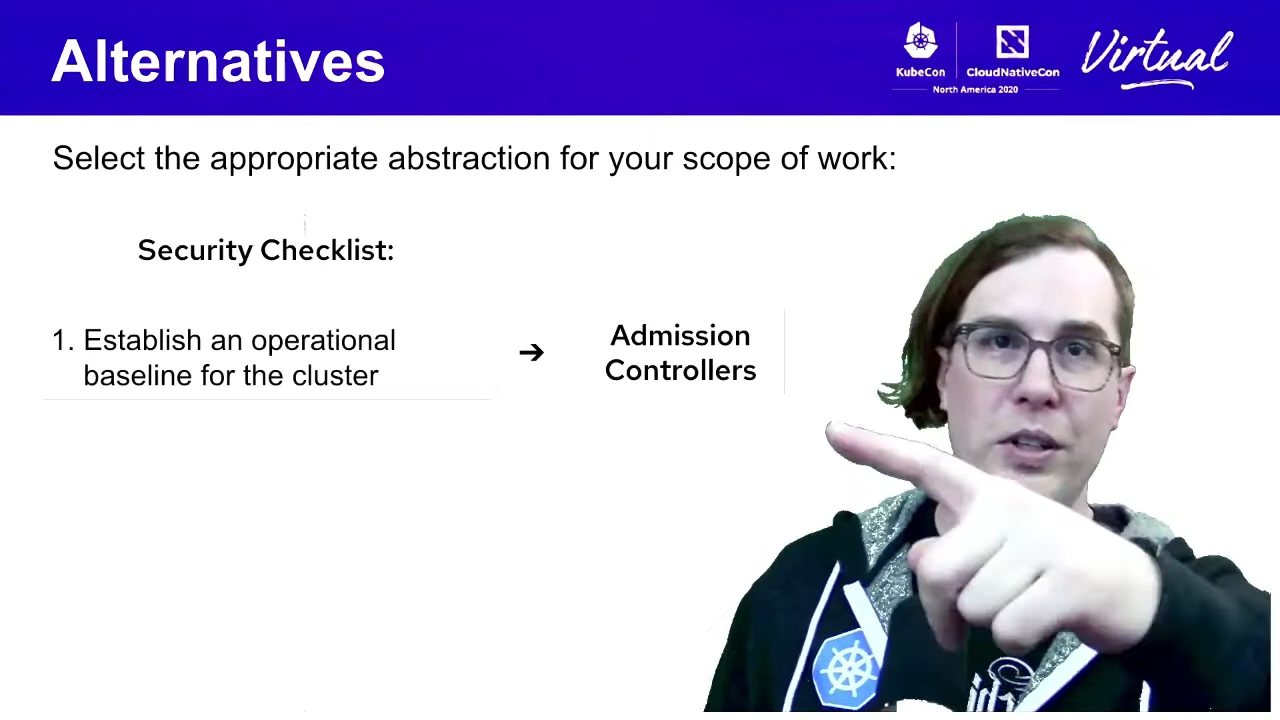 Alternatives
KubeCon
CloudNativeCon
North America 2020
Virtual
Select the appropriate abstraction for your scope of work:
Security Checklist:
1. Establish an operational
baseline for the cluster
➔
Admission
Controllers